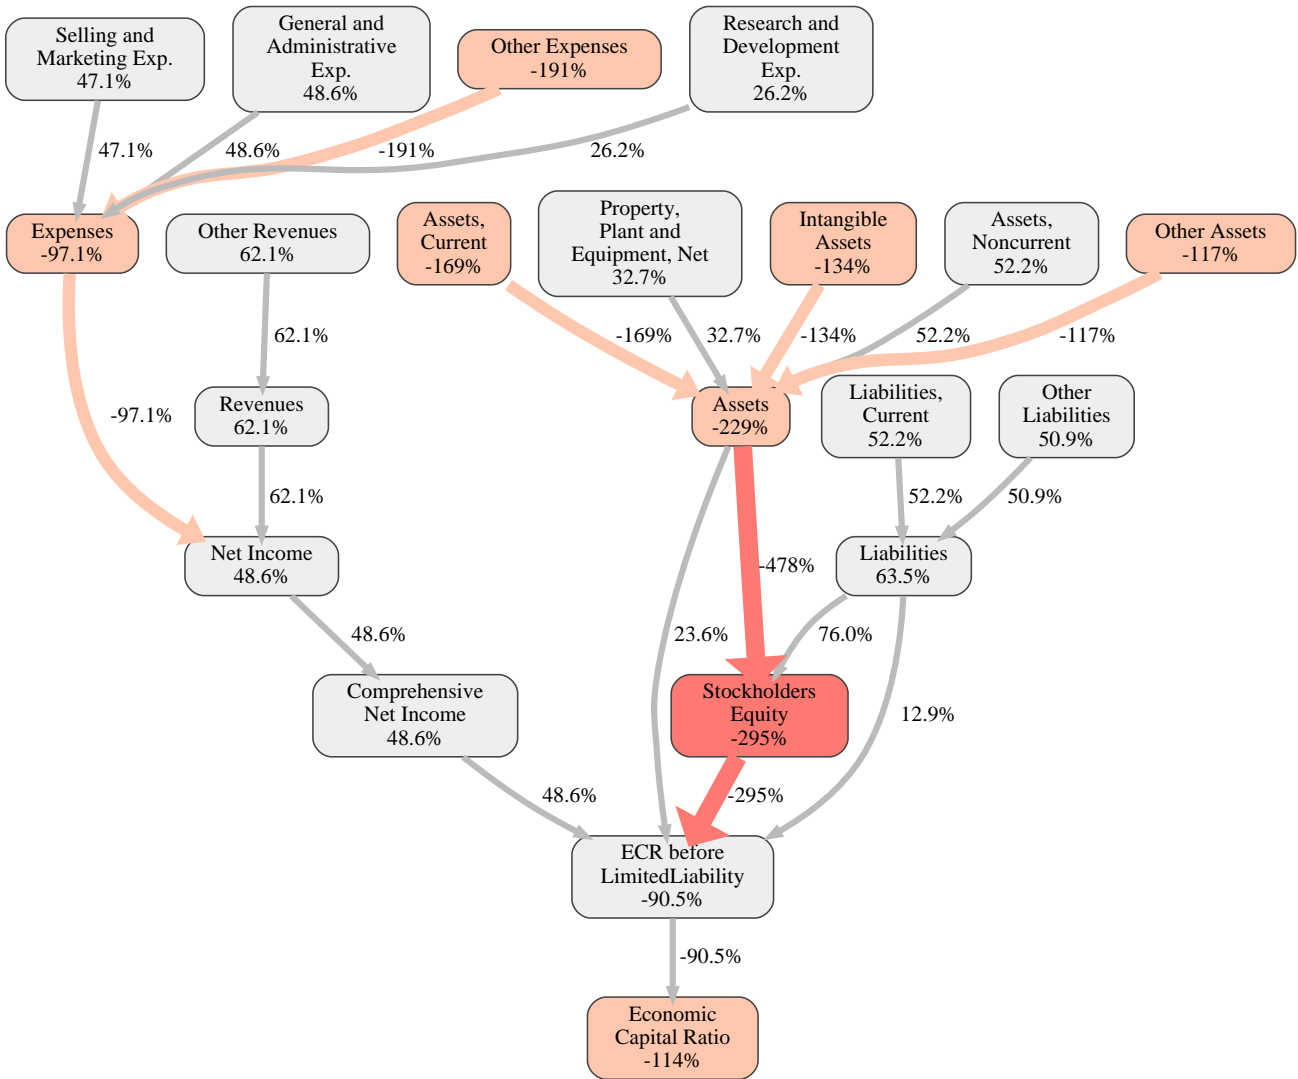 Selling and
Marketing Exp.
47.1%
General and
Administrative
Exp.
48.6%
Other Expenses
-191%
Research and
Development
Exp.
26.2%
47.1%
48.6%
-191%
26.2%
Expenses
-97.1%
Other Revenues
62.1%
Assets,
Current
-169%
Property,
Plant and
Equipment, Net
32.7%
Intangible
Assets
-134%
Assets,
Noncurrent
52.2%
Other Assets
-117%
62.1%
-169%
32.7%
-134%
52.2%
-117%
-97.1%
Revenues
62.1%
Assets
-229%
Liabilities,
Current
52.2%
Other
Liabilities
50.9%
62.1%
52.2%
50.9%
Net Income
48.6%
-478%
Liabilities
63.5%
48.6%
23.6%
76.0%
Comprehensive
Net Income
48.6%
Stockholders
Equity
-295%
12.9%
48.6%
-295%
ECR before
LimitedLiability
-90.5%
-90.5%
Economic
Capital Ratio
-114%